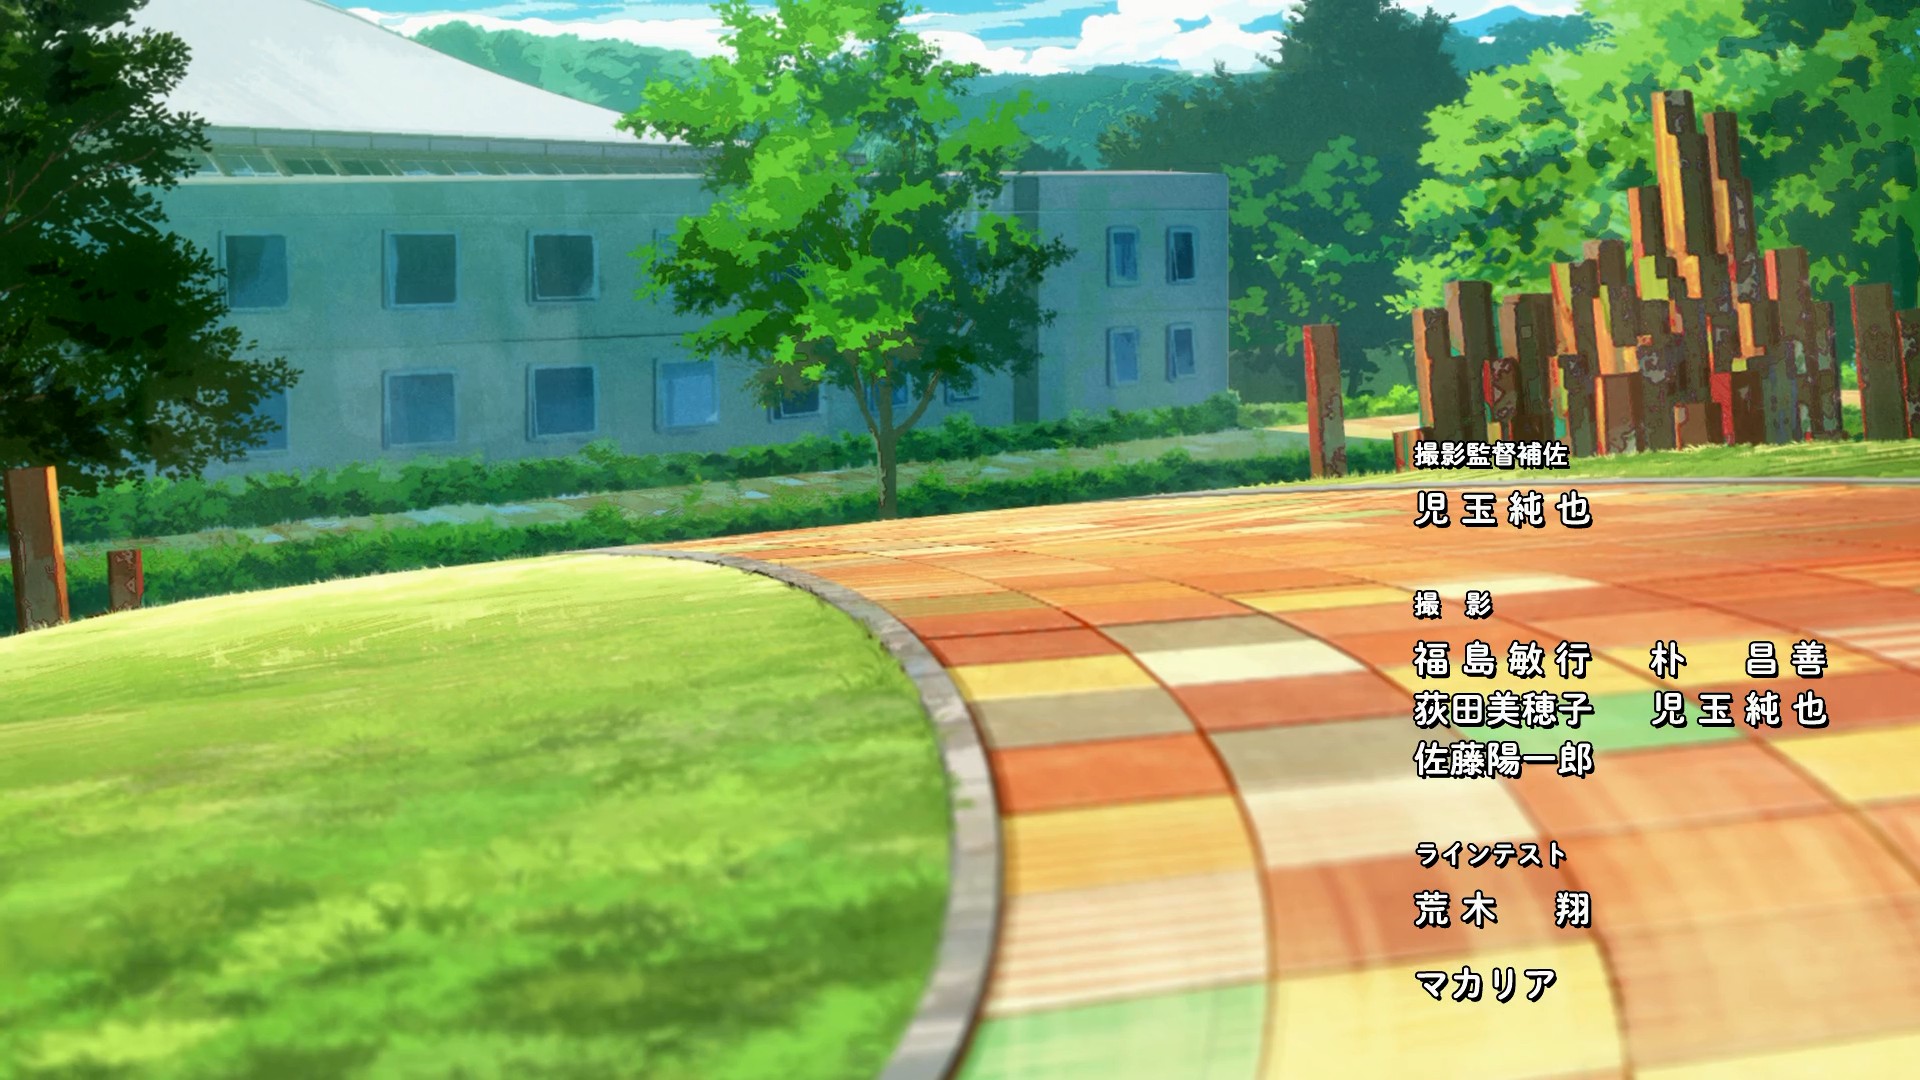 撮影監督補佐
児玉純也
撮 影
福島敏行 朴 昌善
荻田美穂子 児玉純也
佐藤陽一郎
ラインテスト
荒木 翔
マカリア